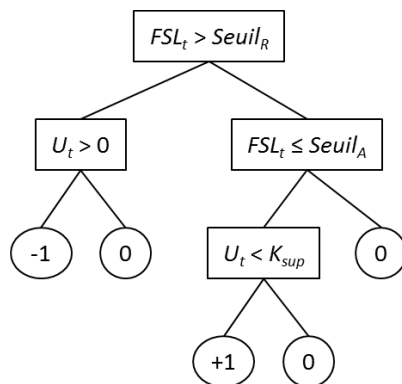 FSLt > SeuilR
Ut > 0
FSLt ≤ SeuilA
-1
0
Ut < Ksup
0
+1
0